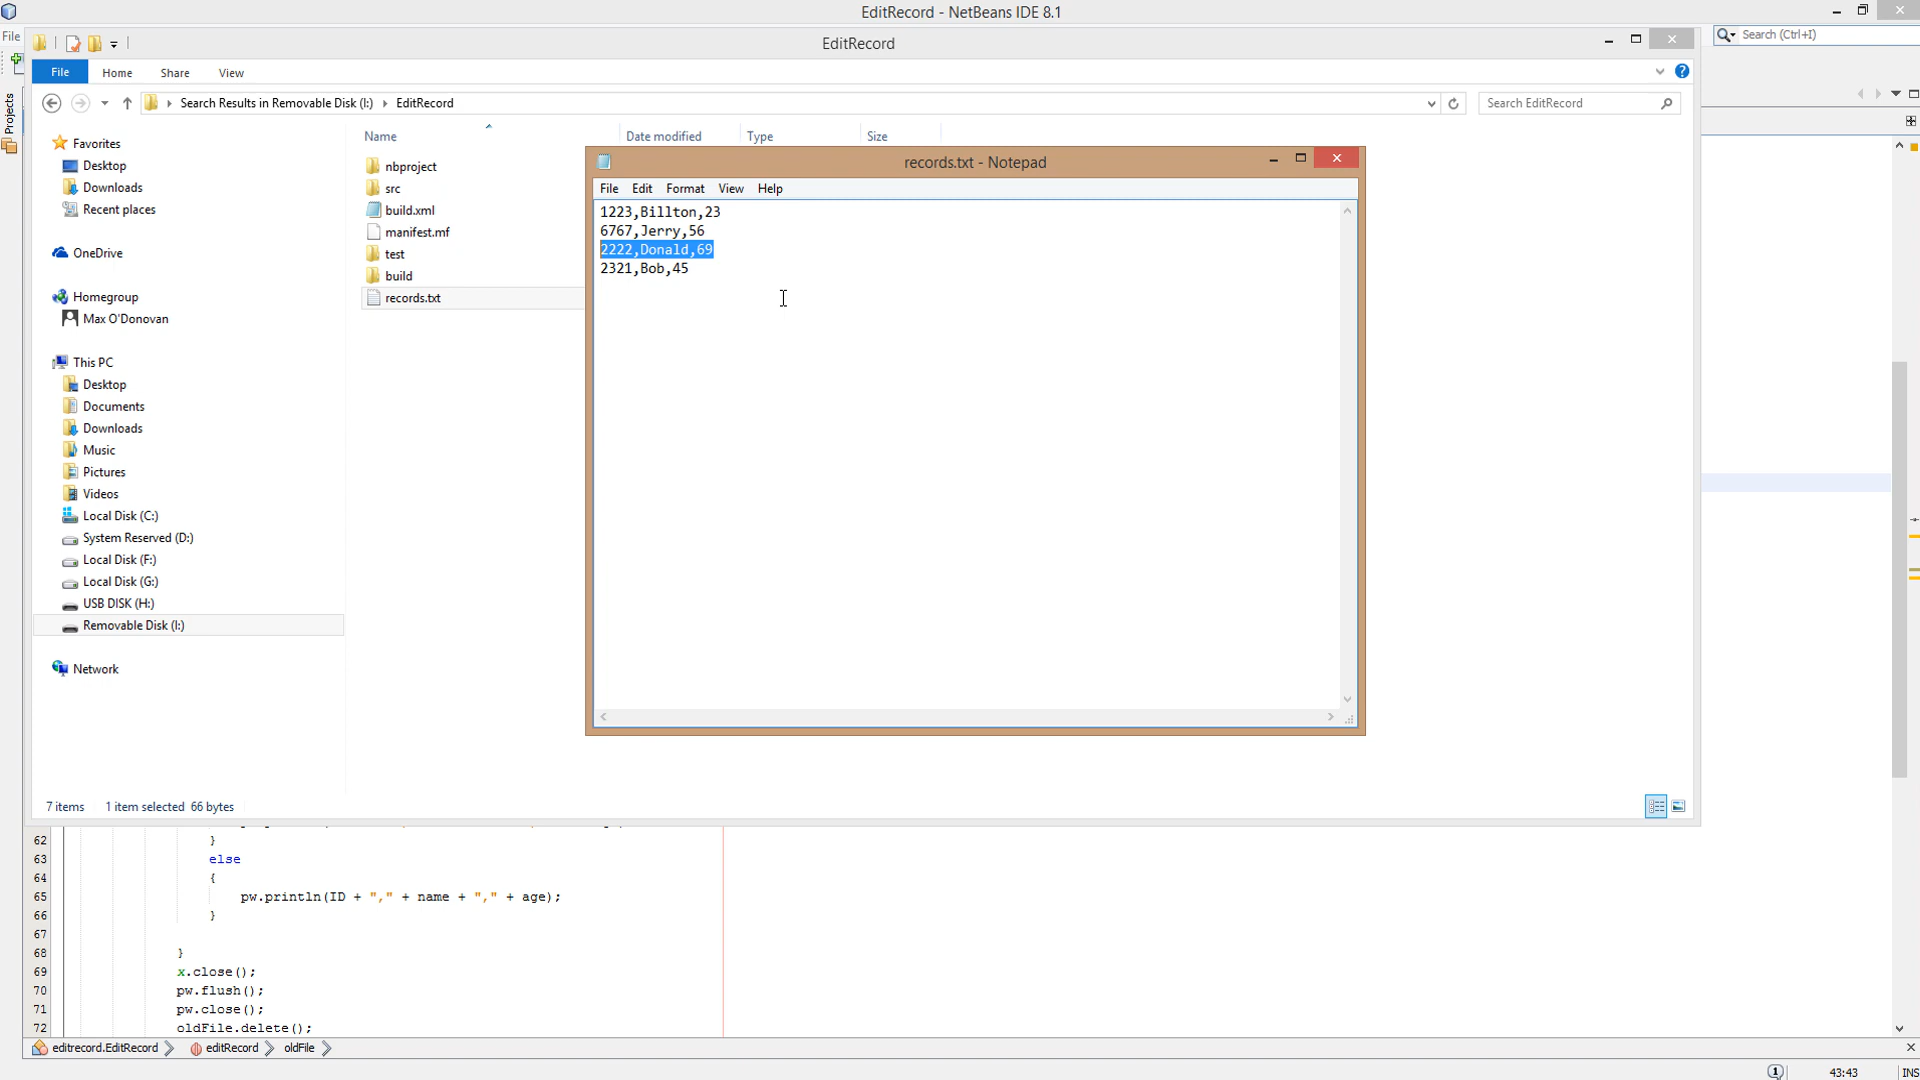 EditRecord - NetBeans IDE 8.1
File
Search (Ctrl+I)
EditRecord
File Home Share View
Search Results in Removable Disk (I:) EditRecord
Search EditRecord
Projects
Name Date modified Type Size
Favorites
Desktop
Downloads
Recent places
OneDrive
Homegroup
Max O'Donovan
This PC
Desktop
Documents
Downloads
Music
Pictures
Videos
Local Disk (C:)
System Reserved (D:)
Local Disk (F:)
Local Disk (G:)
USB DISK (H:)
Removable Disk (I:)
Network
nbproject
src
build.xml
manifest.mf
test
build
records.txt
records.txt - Notepad
File Edit Format View Help
1223,Billton,23
6767,Jerry,56
2222,Donald,69
2321,Bob,45
7 items 1 item selected 66 bytes
62 }
63 else
64 {
65 pw.println(ID + "," + name + "," + age);
66 }
67
68 }
69 x.close();
70 pw.flush();
71 pw.close();
72 oldFile.delete();
editrecord.EditRecord editRecord oldFile
1 43:43 INS